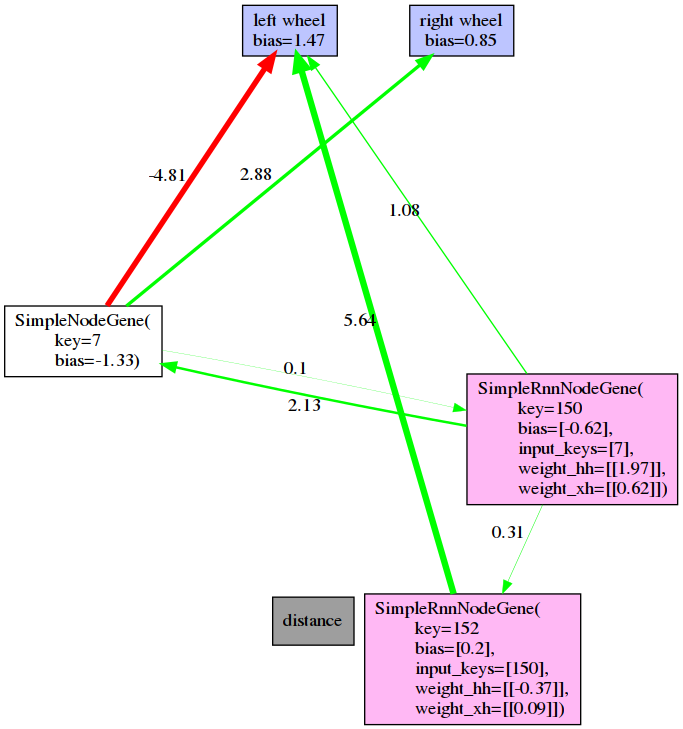 left wheel
bias=1.47
right wheel
bias=0.85
-4.81
2.88
1.08
SimpleNodeGene(
key=7
bias=-1.33)
5.64
0.1
2.13
SimpleRnnNodeGene(
key=150
bias=[-0.62],
input_keys=[7],
weight_hh=[[1.97]],
weight_xh=[[0.62]])
0.31
distance
SimpleRnnNodeGene(
key=152
bias=[0.2],
input_keys=[150],
weight_hh=[[-0.37]],
weight_xh=[[0.09]])